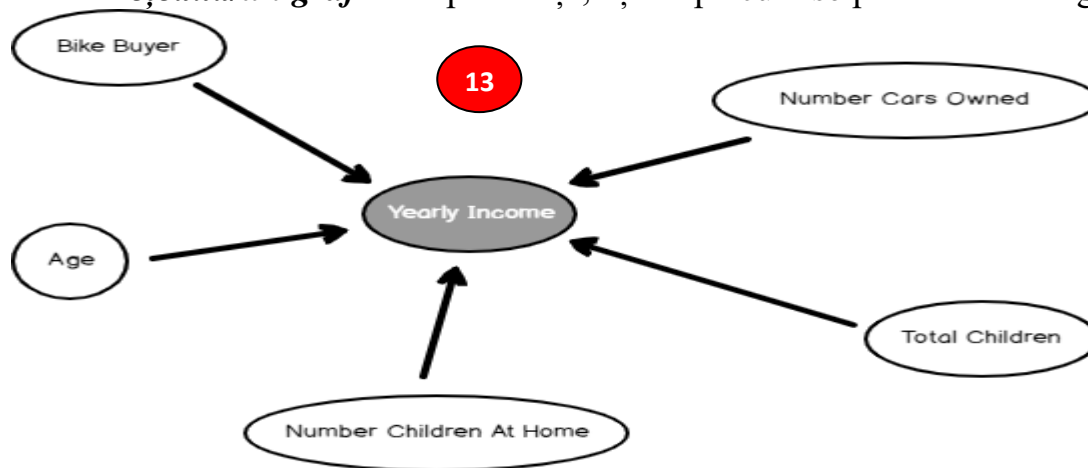 Bike Buyer
13
Number Cars Owned
Yearly Income
Age
Total Children
Number Children At Home